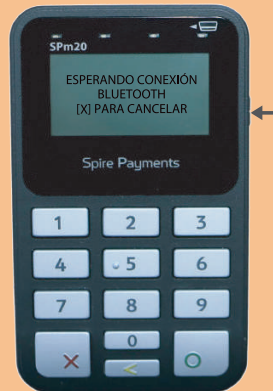 SPm20
ESPERANDO CONEXIÓN
BLUETOOTH
[X] PARA CANCELAR
Spire Payments
1 2 3
4 5 6
7 8 9
0